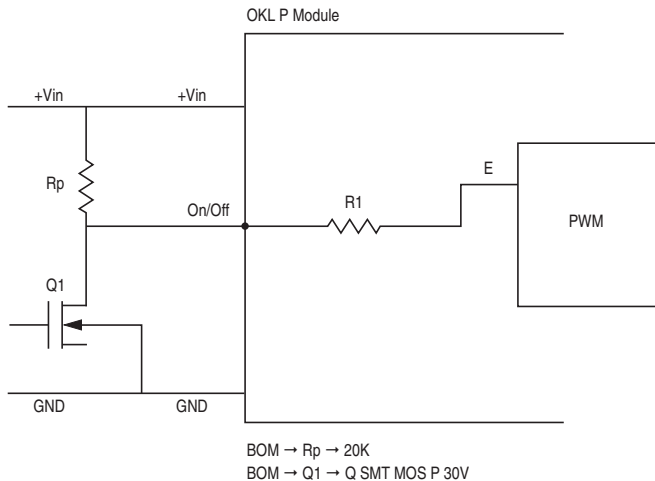 OKL P Module
+Vin
+Vin
Rp
On/Off
R1
E
PWM
Q1
GND
GND
BOM → Rp → 20K
BOM → Q1 → Q SMT MOS P 30V